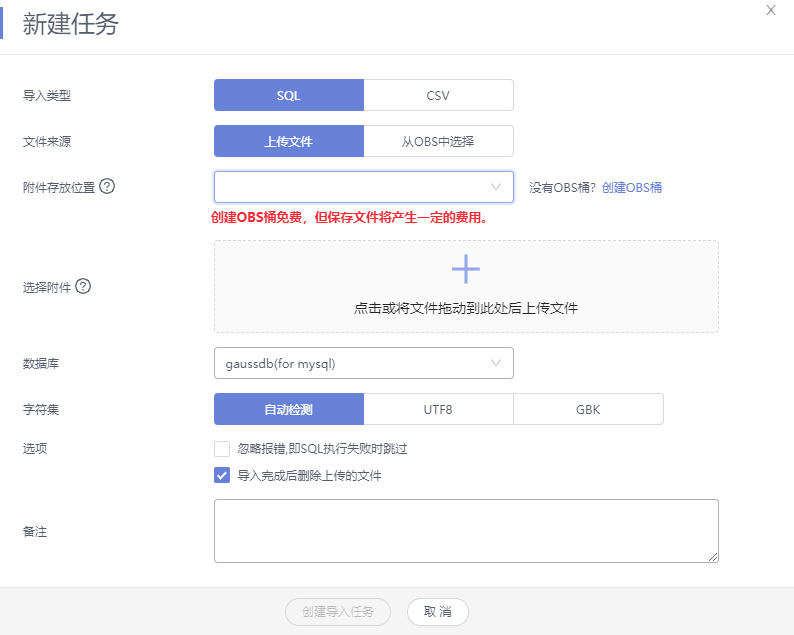 新建任务
X
导入类型
SQL
CSV
文件来源
上传文件
从OBS中选择
附件存放位置 ?
没有OBS桶? 创建OBS桶
创建OBS桶免费，但保存文件将产生一定的费用。
选择附件 ?
点击或将文件拖动到此处后上传文件
数据库
gaussdb(for mysql)
字符集
自动检测
UTF8
GBK
选项
忽略报错,即SQL执行失败时跳过
导入完成后删除上传的文件
备注
创建导入任务
取消